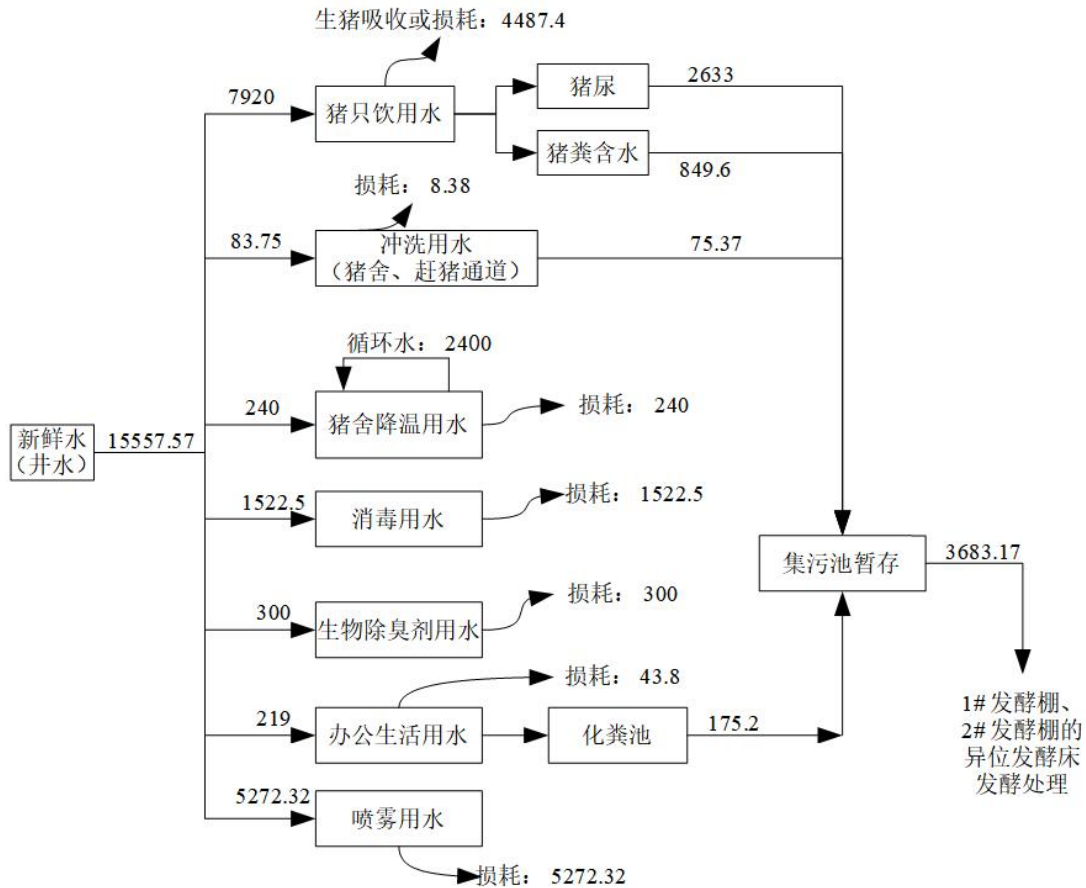 生猪吸收或损耗：4487.4
7920
猪只饮用水
猪尿
2633
猪粪含水
849.6
损耗： 8.38
83.75
冲洗用水
（猪舍、赶猪通道）
75.37
循环水： 2400
240
猪舍降温用水
损耗： 240
新鲜水
（井水）
15557.57
1522.5
消毒用水
损耗： 1522.5
集污池暂存
3683.17
300
生物除臭剂用水
损耗： 300
219
办公生活用水
损耗： 43.8
化粪池
175.2
1#发酵棚、
2#发酵棚的
异位发酵床
发酵处理
5272.32
喷雾用水
损耗： 5272.32